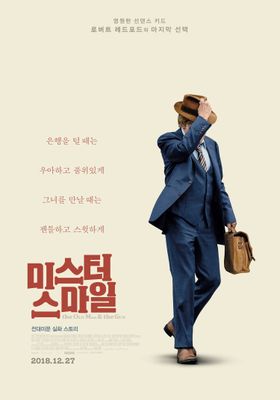 영원한 선댄스 키드
로버트 레드포드의 마지막 선택
은행을 털 때는
우아하고 품위있게
그녀를 만날 때는
젠틀하고 스윗하게
미스터
스마일
THE OLD MAN & THE GUN
전대미문 실화 스토리
2018.12.27